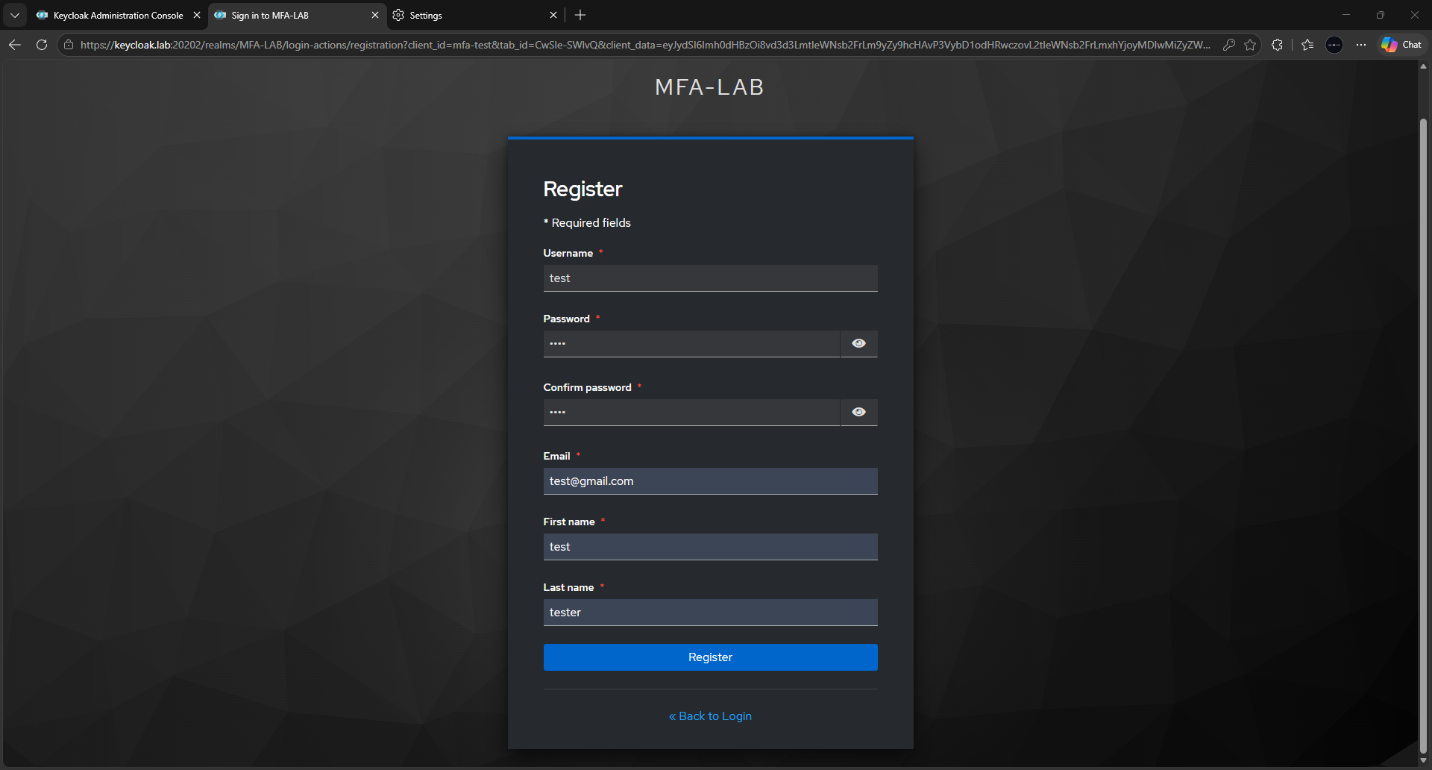 Keycloak Administration Console
Sign in to MFA-LAB
Settings
https://keycloak.lab:20202/realms/MFA-LAB/login-actions/registration?client_id=mfa-test&tab_id=CwSle-SWlvQ&client_data=
Chat
MFA-LAB
Register
* Required fields
Username *
test
Password *
••••
Confirm password *
••••
Email *
test@gmail.com
First name *
test
Last name *
tester
Register
« Back to Login